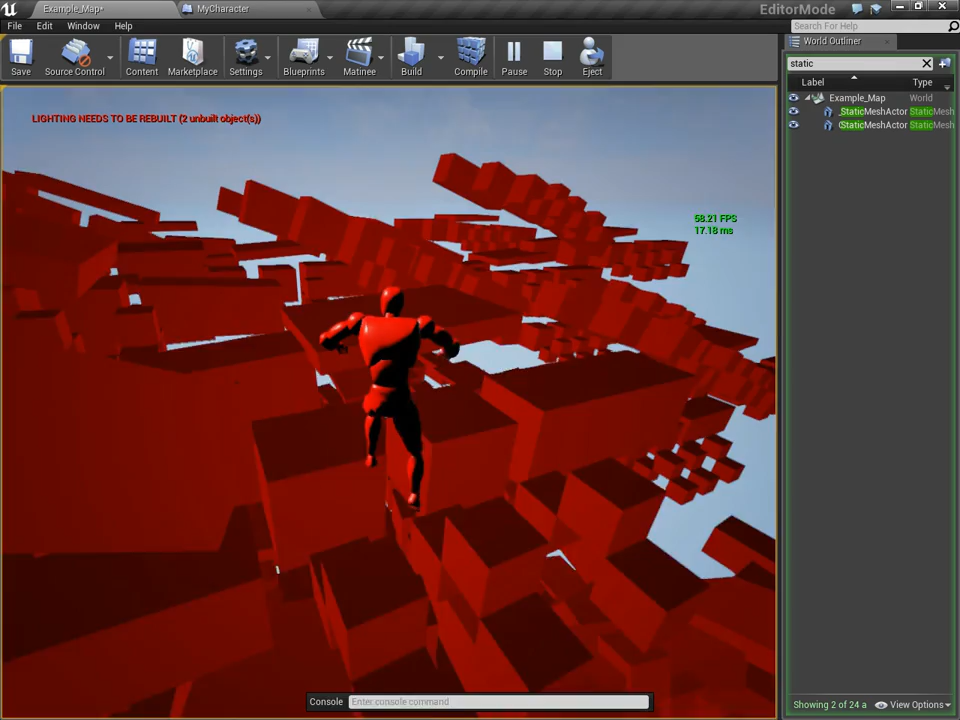 Example_Map*
MyCharacter
EditorMode
File Edit Window Help
Search For Help
Save
Source Control
Content
Marketplace
Settings
Blueprints
Matinee
Build
Compile
Pause
Stop
Eject
World Outliner
static
Label
Type
Example_Map World
StaticMeshActor StaticMesh
StaticMeshActor StaticMesh
LIGHTING NEEDS TO BE REBUILT (2 unbuilt object(s))
58.21 FPS
17.18 ms
Console
Enter console command
Showing 2 of 24 a
View Options